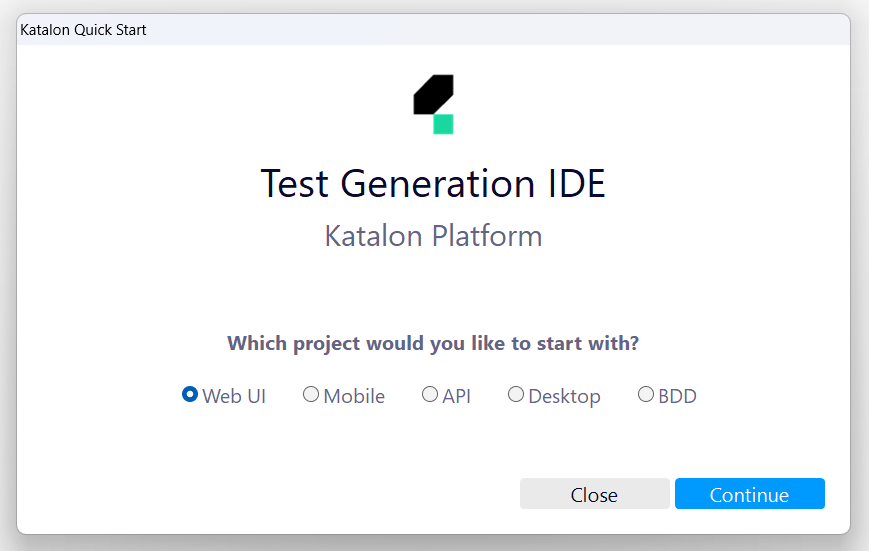 Katalon Quick Start
Test Generation IDE
Katalon Platform
Which project would you like to start with?
Web UI Mobile API Desktop BDD
Close Continue